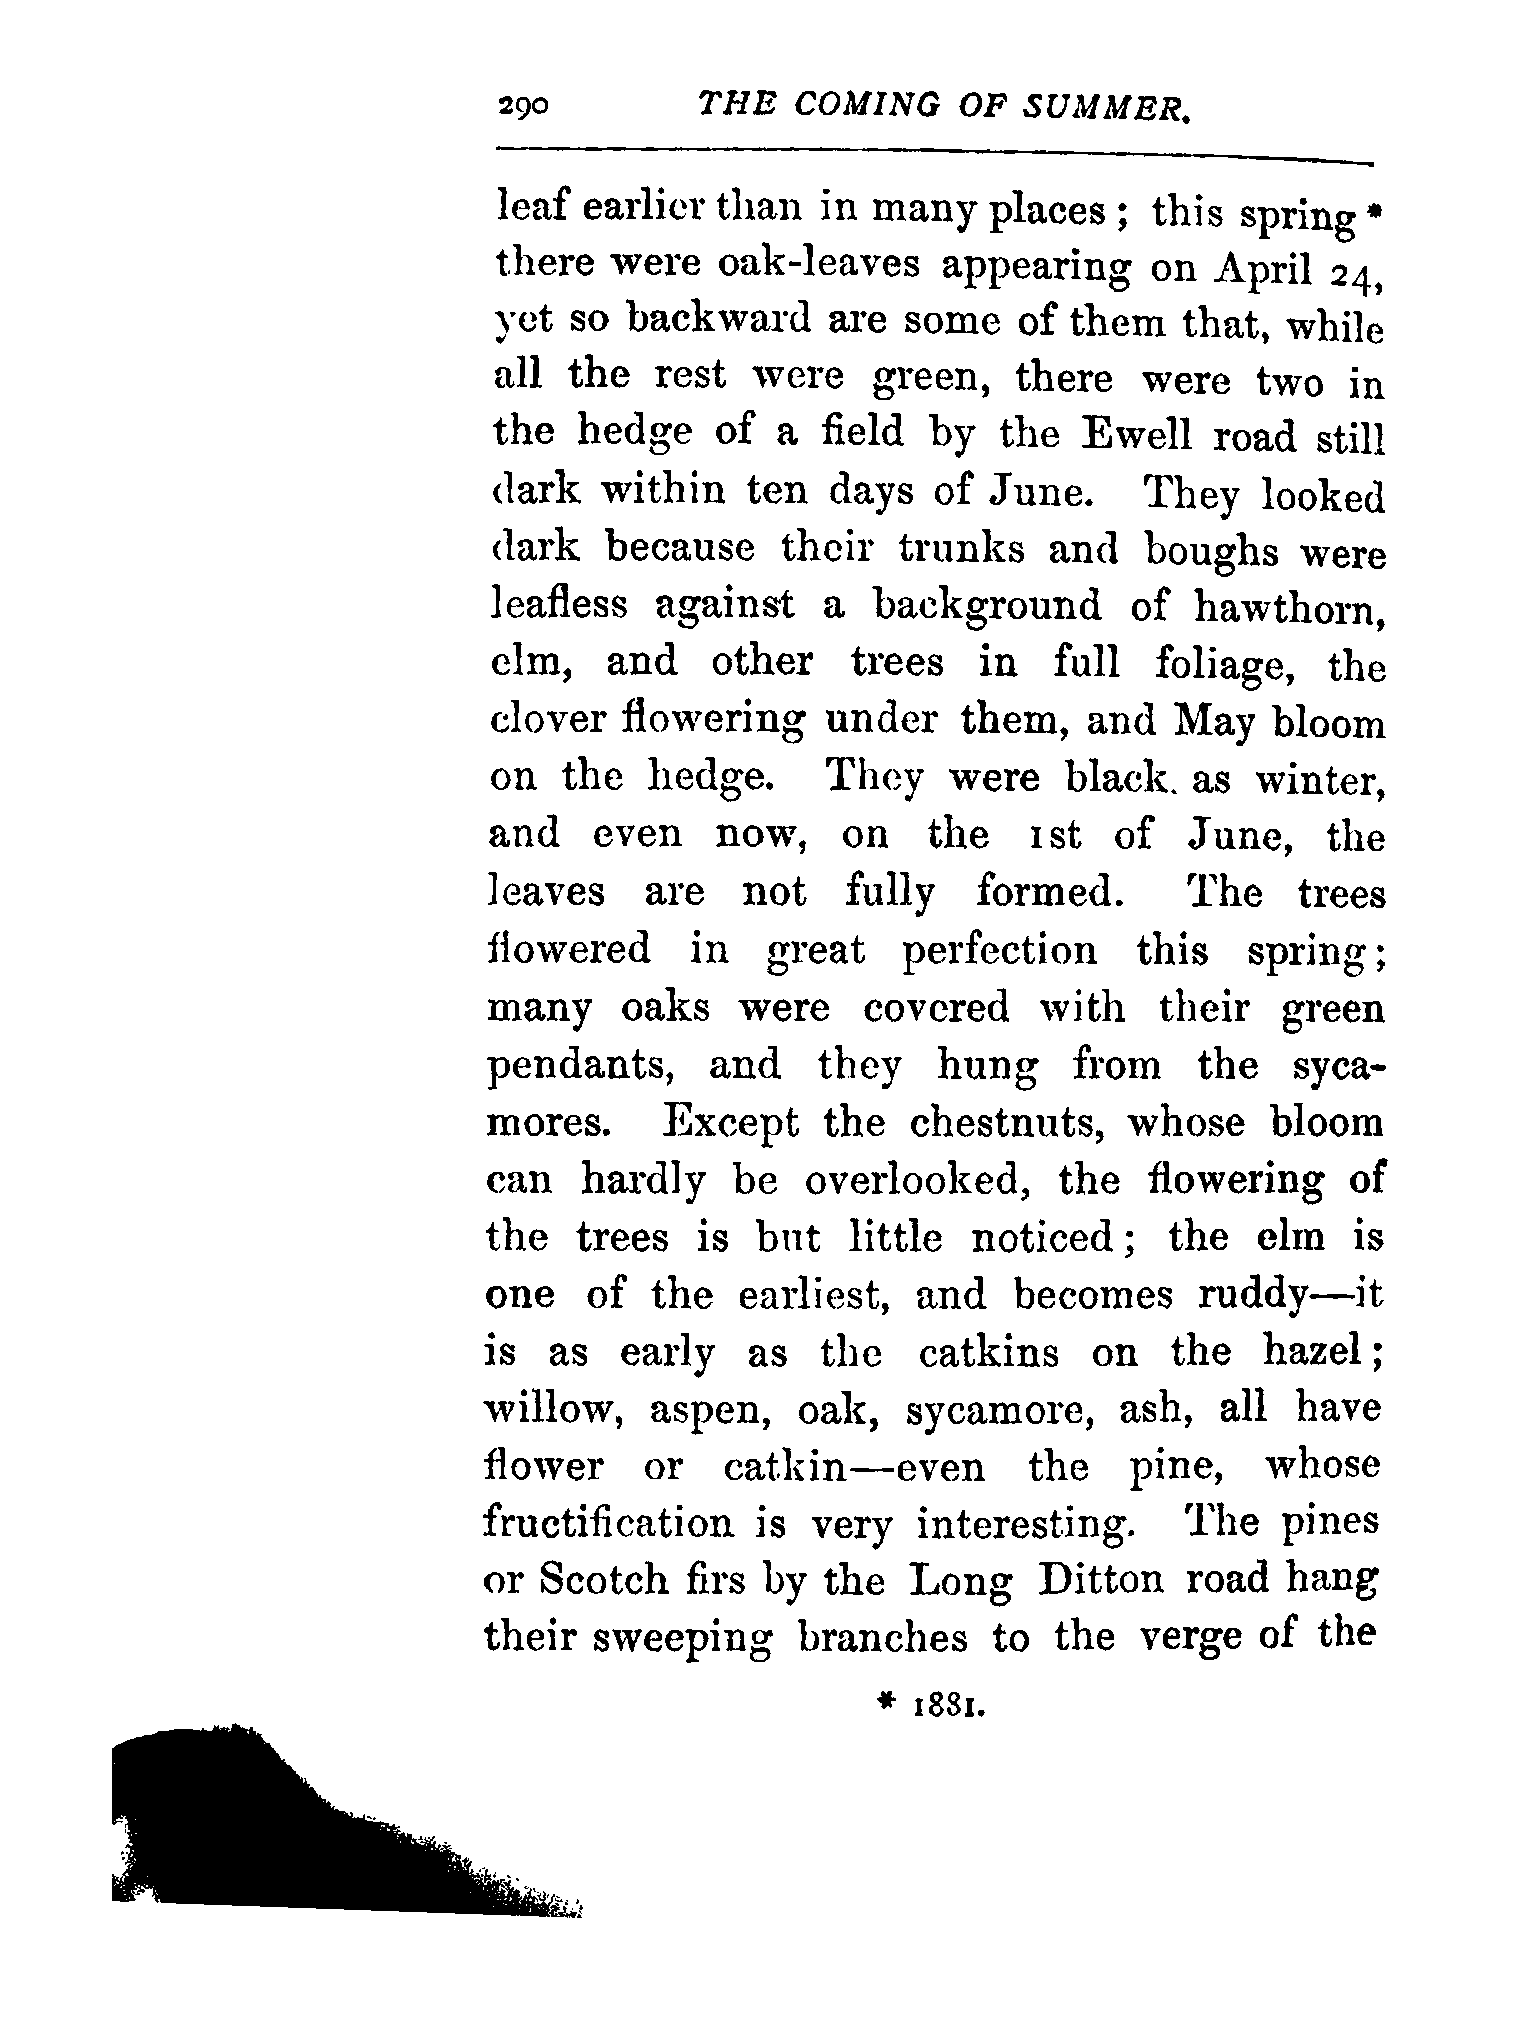 290 THE COMING OF SUMMER.
leaf earlier than in many places; this spring*
there were oak-leaves appearing on April 24,
yet so backward are some of them that, while
all the rest were green, there were two in
the hedge of a field by the Ewell road still
dark within ten days of June. They looked
dark because their trunks and boughs were
leafless against a background of hawthorn,
elm, and other trees in full foliage, the
clover flowering under them, and May bloom
on the hedge. They were black. as winter,
and even now, on the 1st of June, the
leaves are not fully formed. The trees
flowered in great perfection this spring;
many oaks were covered with their green
pendants, and they hung from the syca-
mores. Except the chestnuts, whose bloom
can hardly be overlooked, the flowering of
the trees is but little noticed; the elm is
one of the earliest, and becomes ruddy—it
is as early as the catkins on the hazel;
willow, aspen, oak, sycamore, ash, all have
flower or catkin—even the pine, whose
fructification is very interesting. The pines
or Scotch firs by the Long Ditton road hang
their sweeping branches to the verge of the
* 1881.